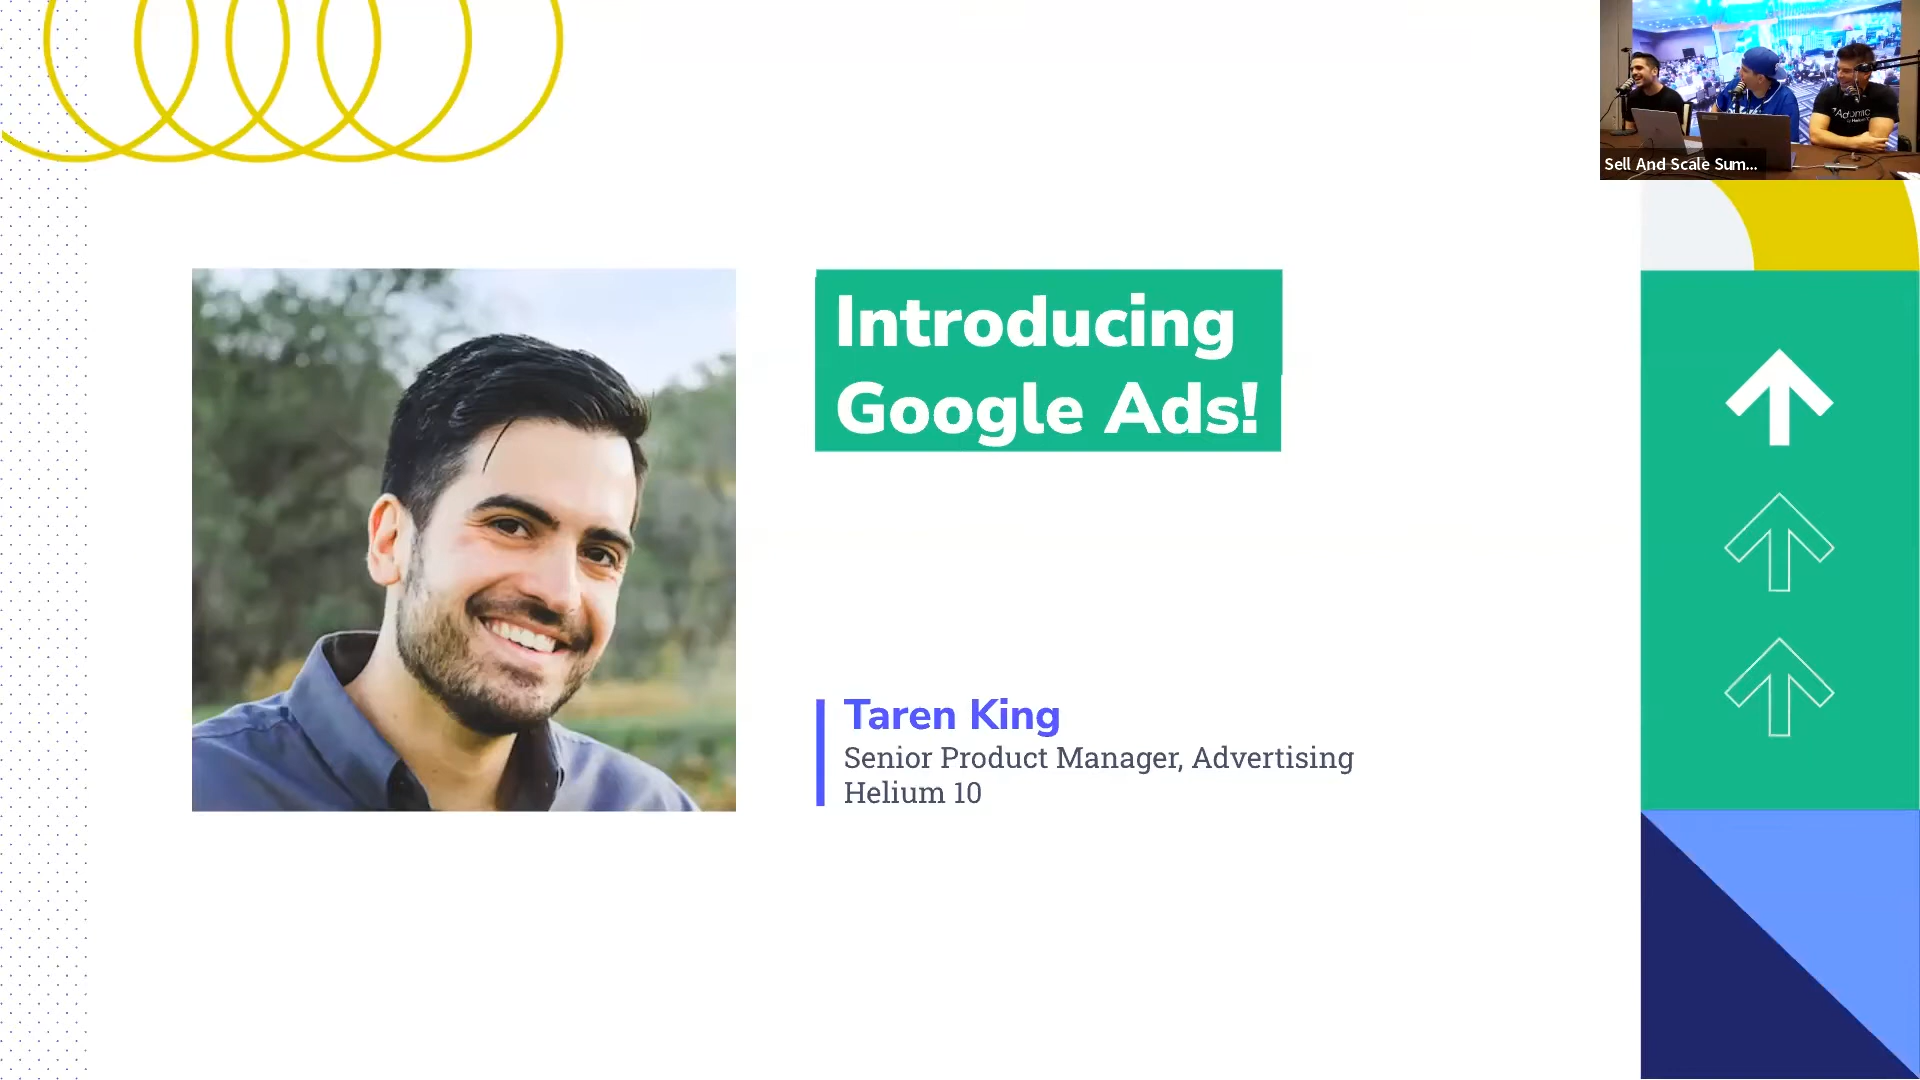 Sell And Scale Sum...
Introducing
Google Ads!
Taren King
Senior Product Manager, Advertising
Helium 10